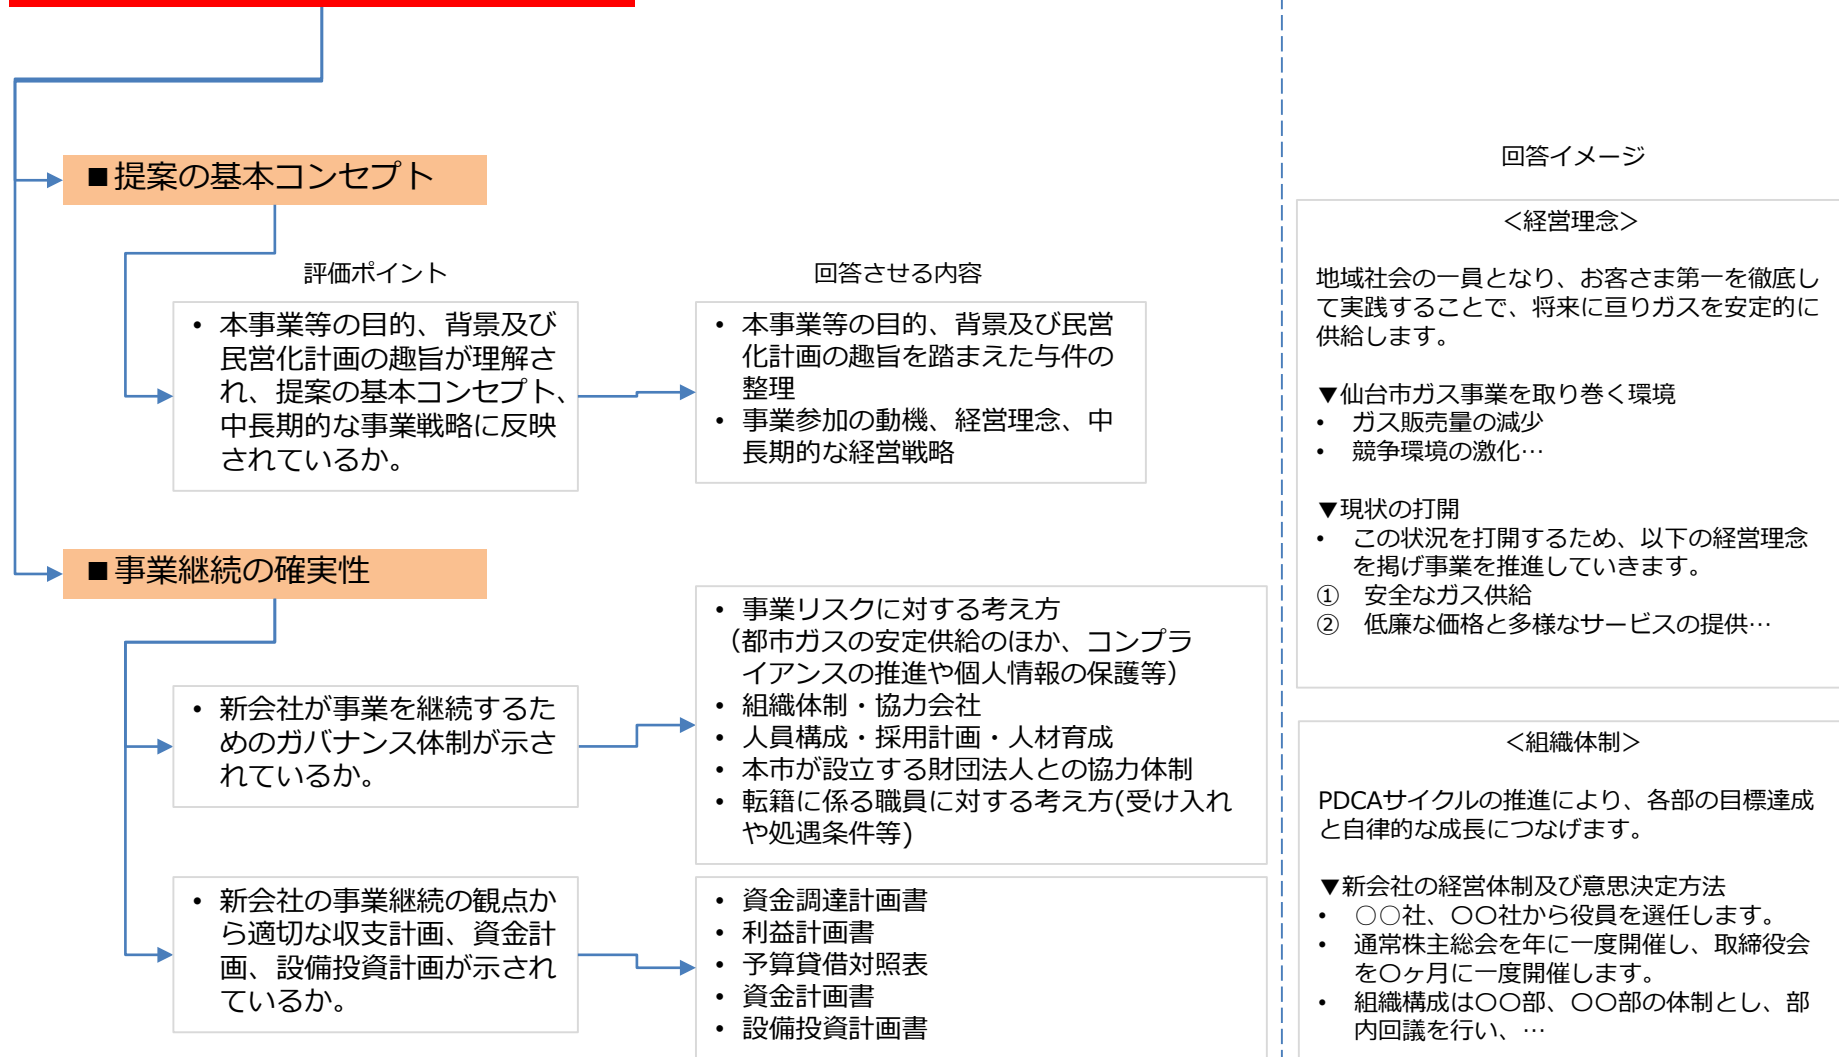 ■提案の基本コンセプト
評価ポイント
回答させる内容
• 本事業等の目的、背景及び
民営化計画の趣旨が理解さ
れ、提案の基本コンセプト、
中長期的な事業戦略に反映
されているか。
• 本事業等の目的、背景及び民営
化計画の趣旨を踏まえた与件の
整理
• 事業参加の動機、経営理念、中
長期的な経営戦略
■事業継続の確実性
• 新会社が事業を継続するた
めのガバナンス体制が示さ
れているか。
• 事業リスクに対する考え方
（都市ガスの安定供給のほか、コンプラ
イアンスの推進や個人情報の保護等）
• 組織体制・協力会社
• 人員構成・採用計画・人材育成
• 本市が設立する財団法人との協力体制
• 転籍に係る職員に対する考え方(受け入れ
や処遇条件等)
• 新会社の事業継続の観点か
ら適切な収支計画、資金計
画、設備投資計画が示され
ているか。
• 資金調達計画書
• 利益計画書
• 予算貸借対照表
• 資金計画書
• 設備投資計画書
回答イメージ
＜経営理念＞
地域社会の一員となり、お客さま第一を徹底し
て実践することで、将来に亘りガスを安定的に
供給します。
▼仙台市ガス事業を取り巻く環境
• ガス販売量の減少
• 競争環境の激化…
▼現状の打開
• この状況を打開するため、以下の経営理念
を掲げ事業を推進していきます。
① 安全なガス供給
② 低廉な価格と多様なサービスの提供…
＜組織体制＞
PDCAサイクルの推進により、各部の目標達成
と自律的な成長につなげます。
▼新会社の経営体制及び意思決定方法
• ○○社、〇〇社から役員を選任します。
• 通常株主総会を年に一度開催し、取締役会
を〇ヶ月に一度開催します。
• 組織構成は〇〇部、〇〇部の体制とし、部
内回議を行い、…